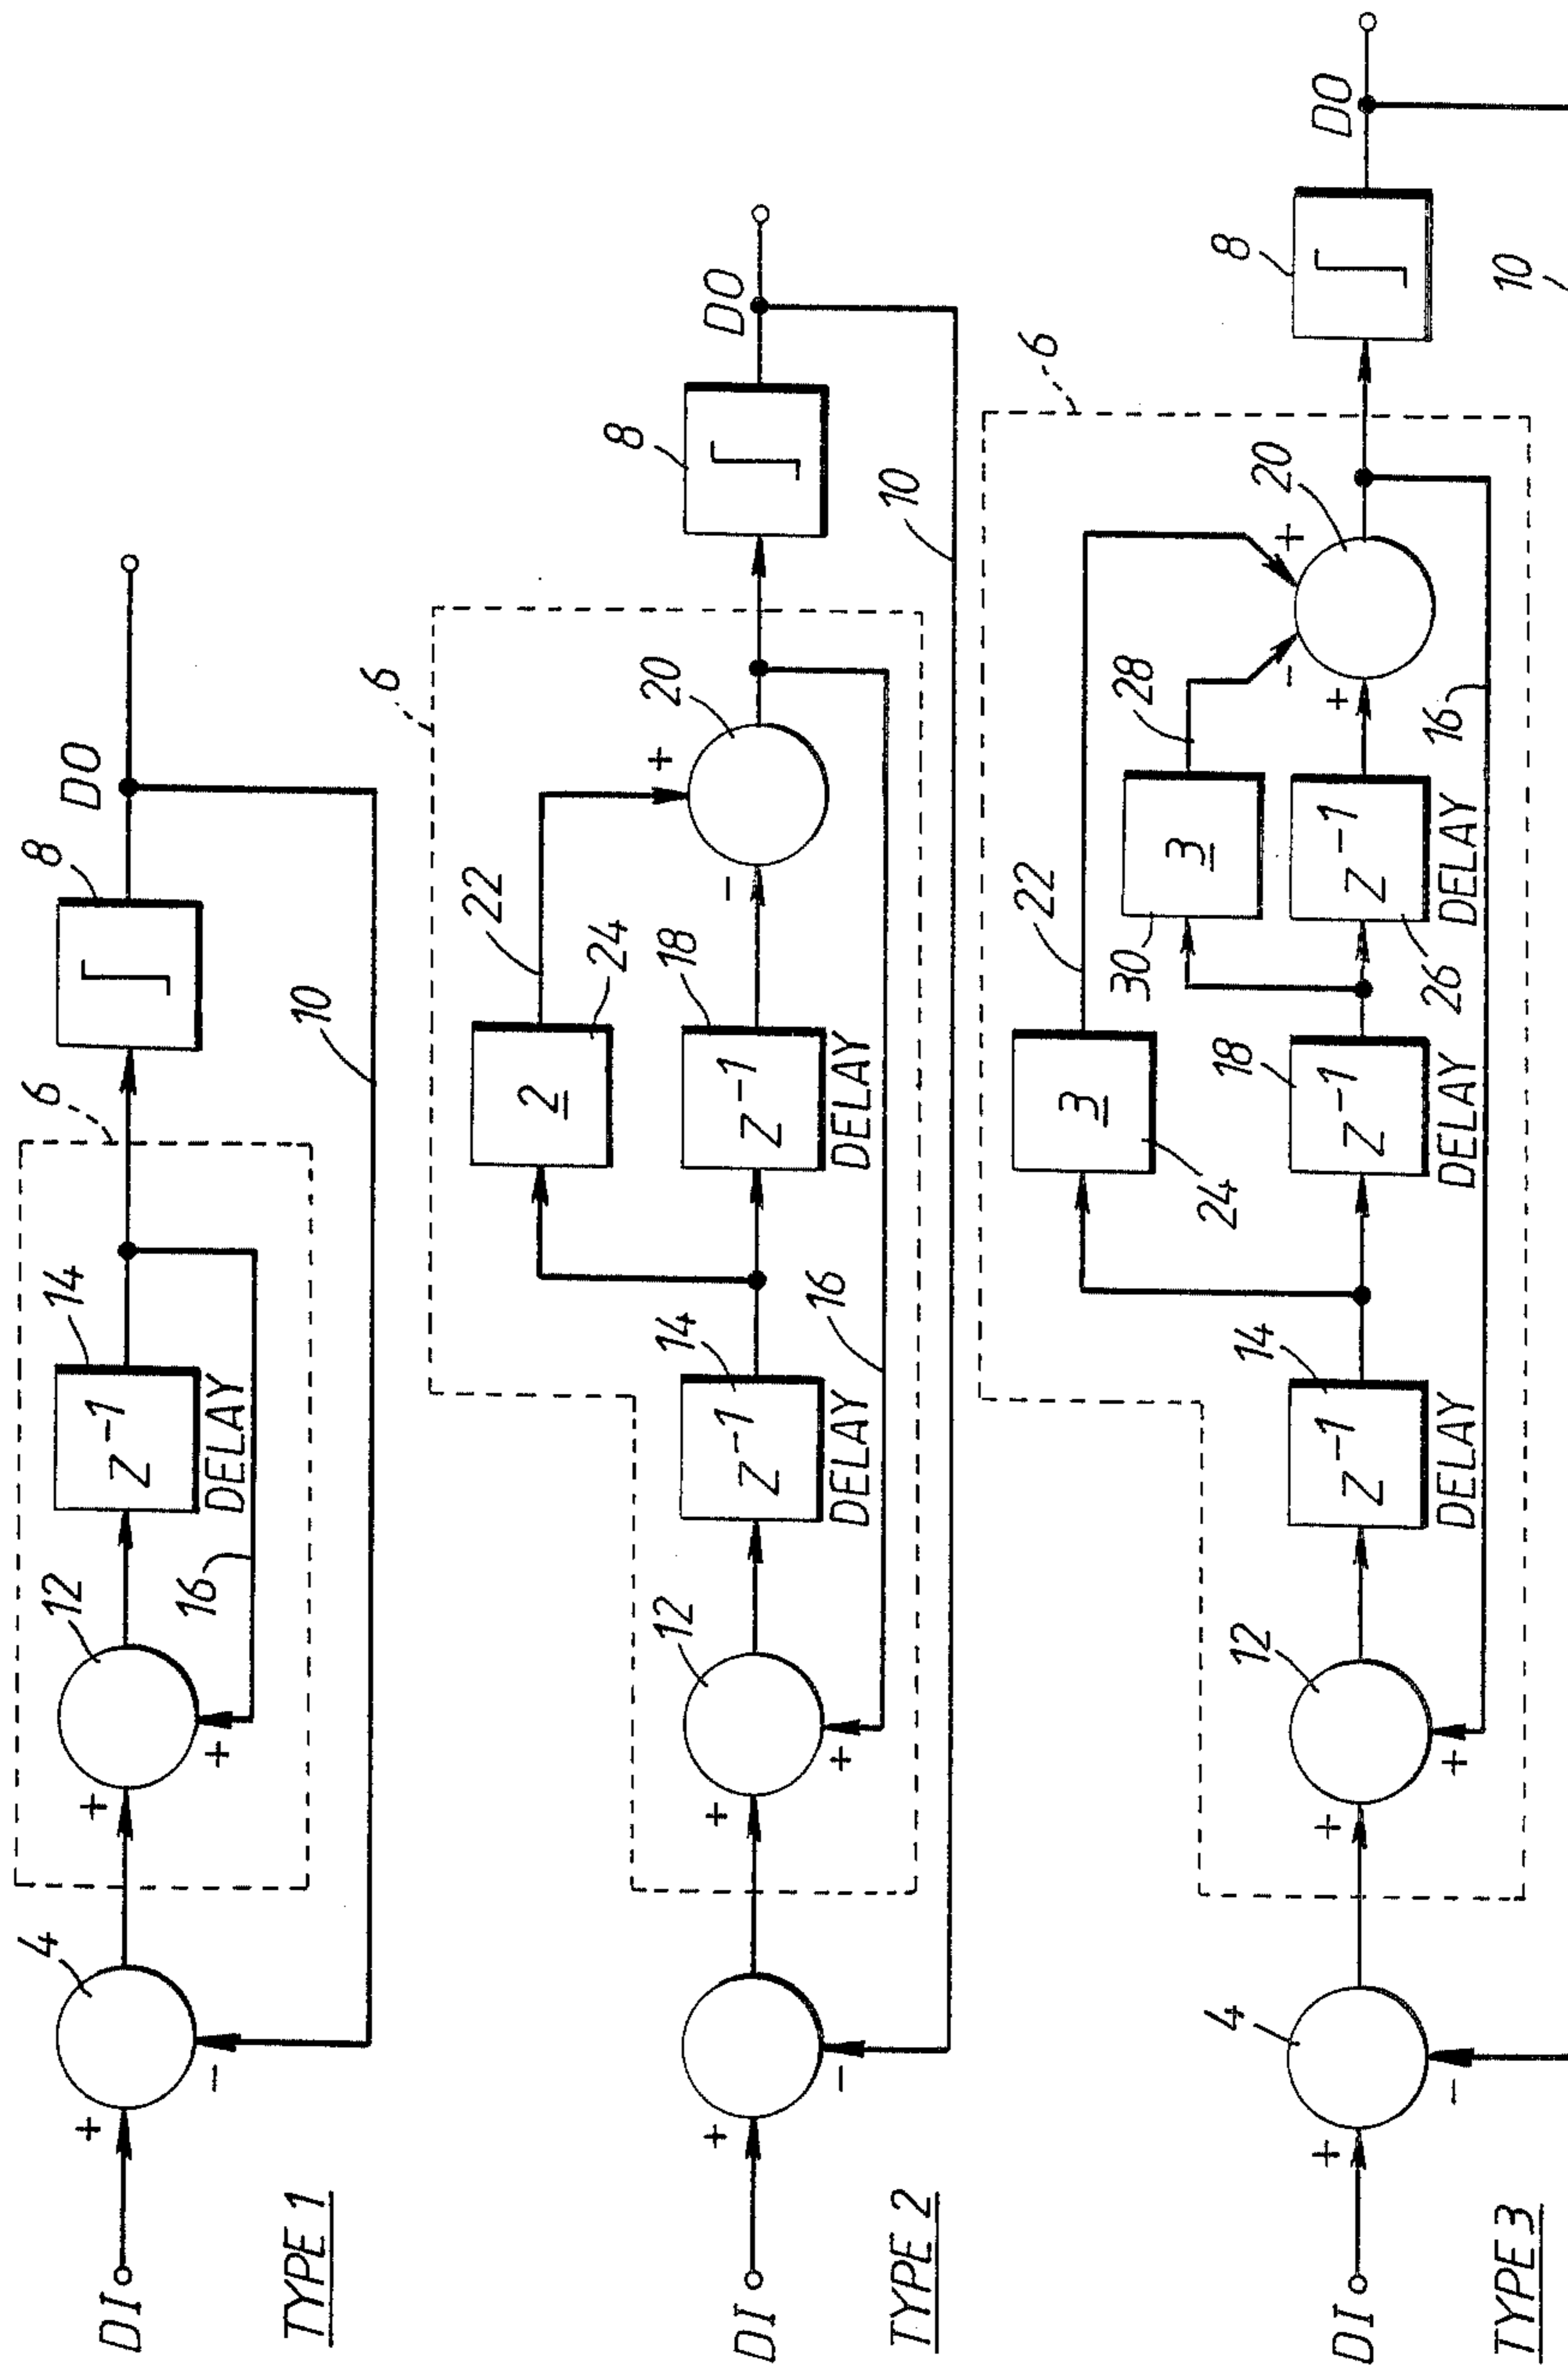 DI
+
4
-
+
12
+
16
Z⁻¹
14
DELAY
6
∫
8
DO
10
TYPE 1
DI
+
-
+
12
+
Z⁻¹
14
DELAY
16
2
24
22
Z⁻¹
18
DELAY
-
+
20
6
∫
8
DO
10
TYPE 2
DI
+
4
-
+
12
+
Z⁻¹
14
DELAY
3
24
22
Z⁻¹
18
DELAY
3
30
28
Z⁻¹
26
DELAY
16
+
-
+
20
6
∫
8
DO
10
TYPE 3